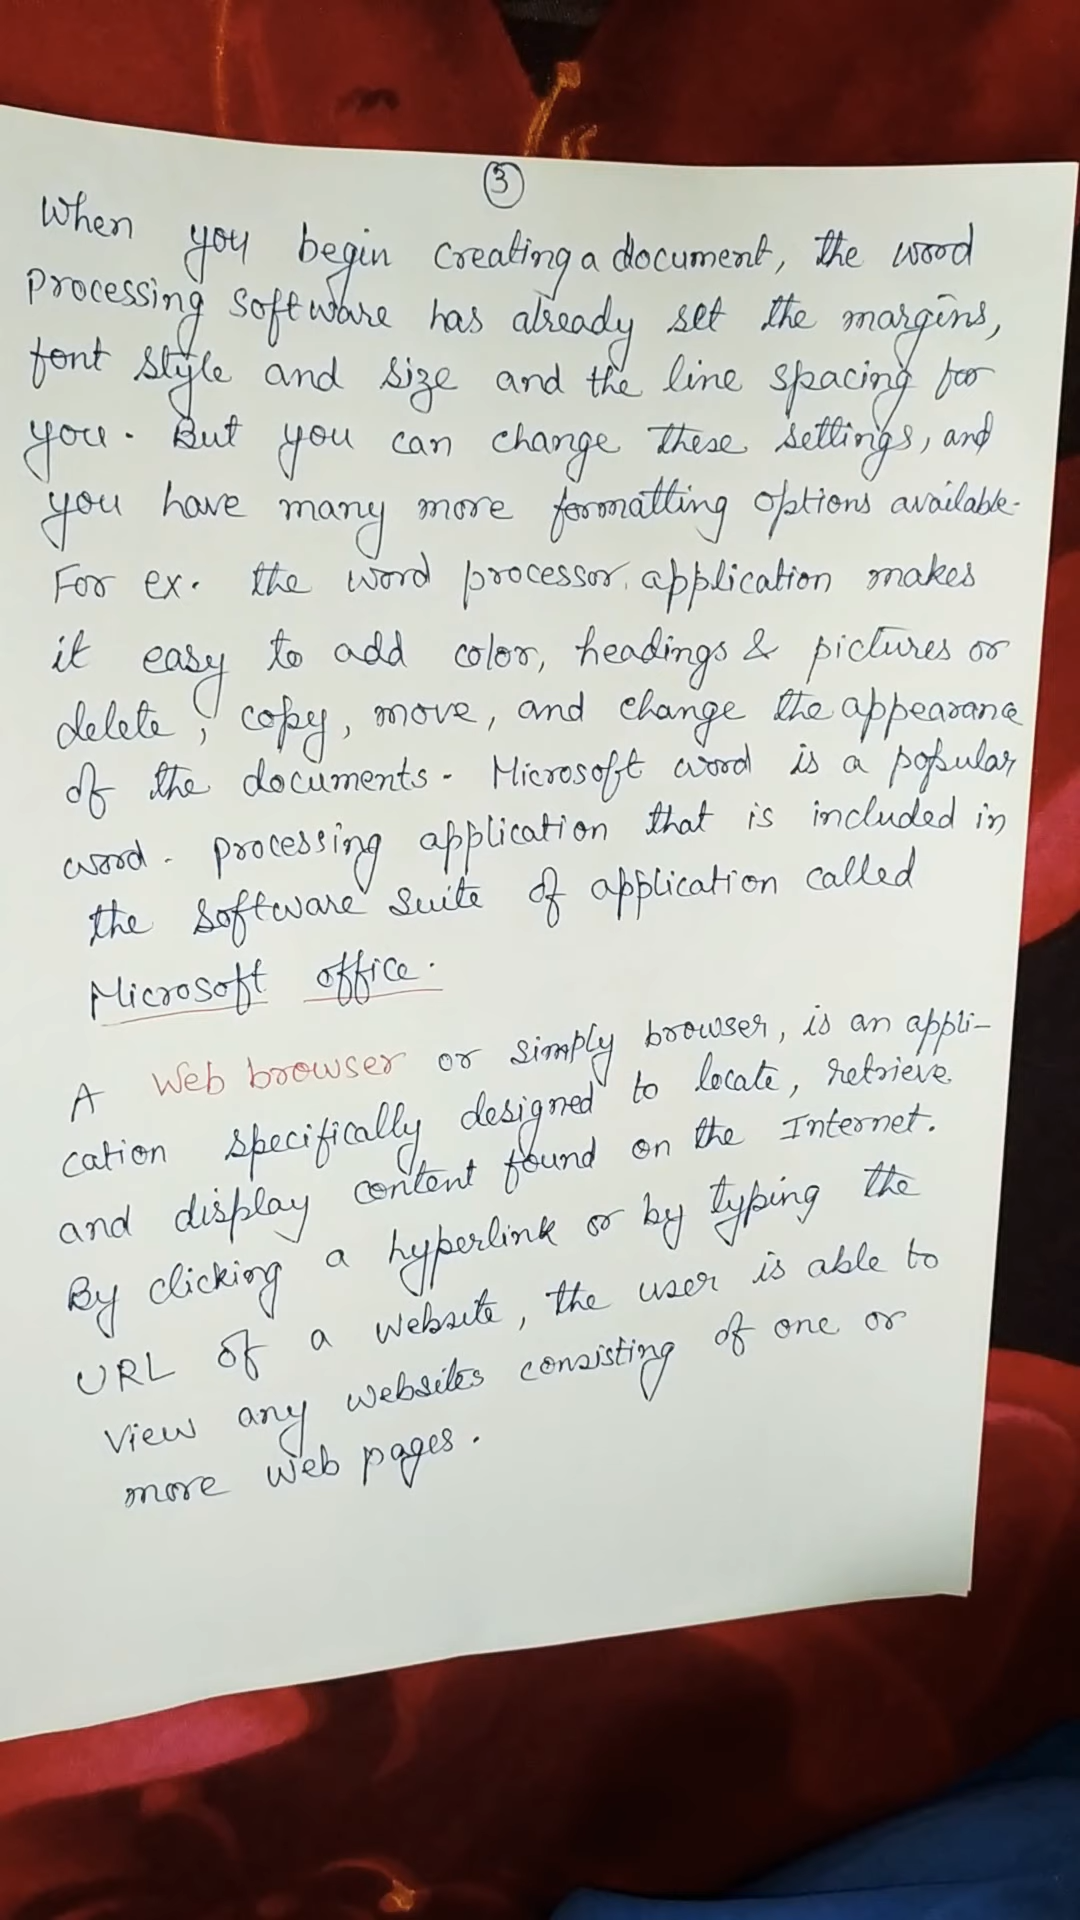 3
When you begin creating a document, the word
processing software has already set the margins,
font style and size and the line spacing for
you. But you can change these settings, and
you have many more formatting options available.
For ex. the word processor application makes
it easy to add color, headings & pictures or
delete, copy, move, and change the appearance
of the documents. Microsoft word is a popular
word. processing application that is included in
the software suite of application called
Microsoft office.
A Web browser or simply browser, is an appli-
cation specifically designed to locate, retrieve
and display content found on the Internet.
By clicking a hyperlink or by typing the
URL of a website, the user is able to
view any websites consisting of one or
more web pages.